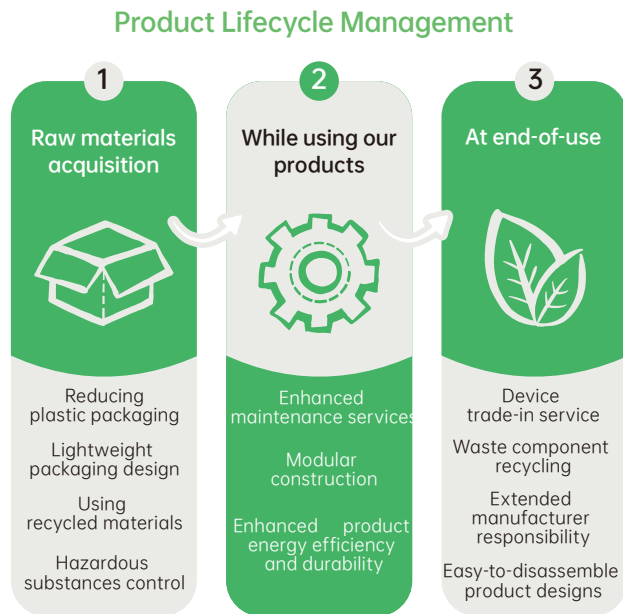 Product Lifecycle Management
1
Raw materials
acquisition
Reducing
plastic packaging
Lightweight
packaging design
Using
recycled materials
Hazardous
substances control
2
While using our
products
Enhanced
maintenance services
Modular
construction
Enhanced product
energy efficiency
and durability
3
At end-of-use
Device
trade-in service
Waste component
recycling
Extended
manufacturer
responsibility
Easy-to-disassemble
product designs